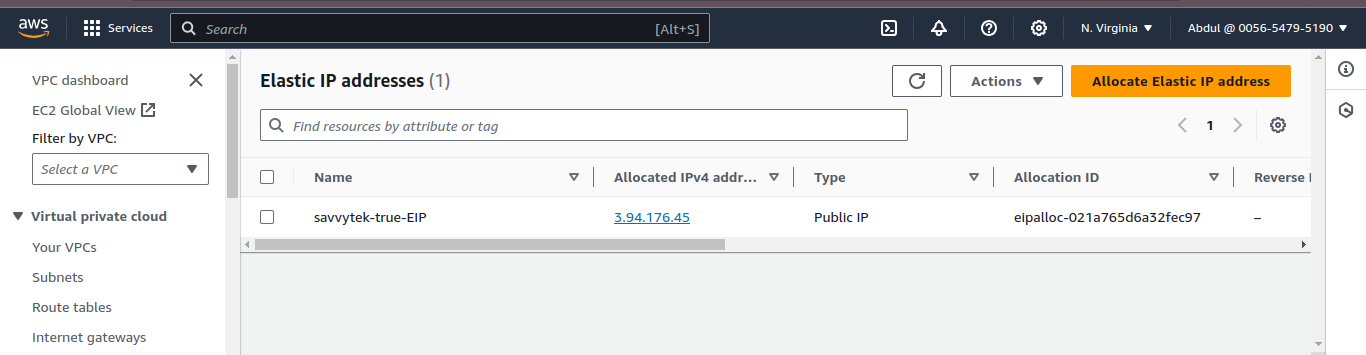 aws Services Search [Alt+S] N. Virginia Abdul @ 0056-5479-5190
VPC dashboard
EC2 Global View
Filter by VPC:
Select a VPC
Virtual private cloud
Your VPCs
Subnets
Route tables
Internet gateways
Elastic IP addresses (1) Actions Allocate Elastic IP address
Find resources by attribute or tag 1
Name Allocated IPv4 addr... Type Allocation ID Reverse
savvytek-true-EIP 3.94.176.45 Public IP eipalloc-021a765d6a32fec97 –